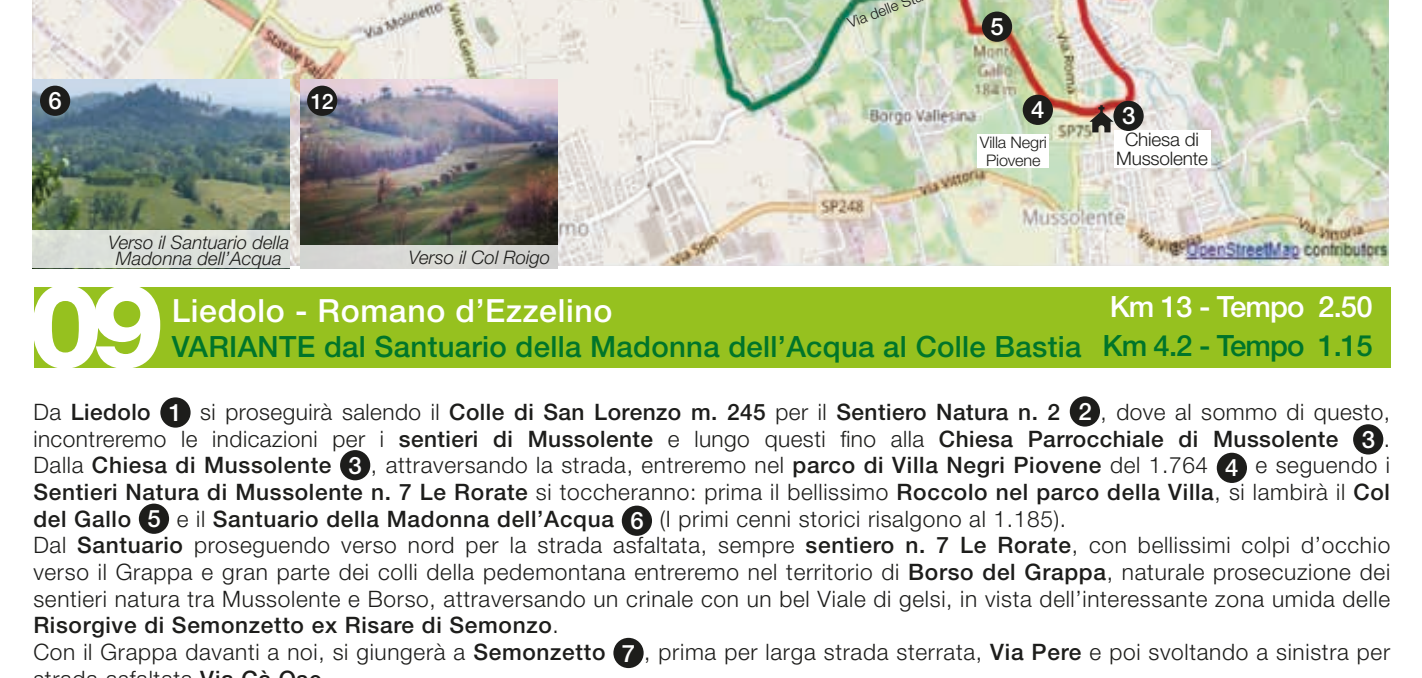 Via Molinetto
Viale Gener
Statale Val
Via delle Ste
5
Monte
Gallo
184 m
Via Roma
6
12
4
3
Borgo Vallesina
SP75
Villa Negri
Piovene
Chiesa di
Mussolente
Via Vittoria
SP248
Mussolente
Via Vittoria
Via Spin
Verso il Santuario della
Madonna dell'Acqua
Verso il Col Roigo
© OpenStreetMap contributors
09
Liedolo - Romano d'Ezzelino Km 13 - Tempo 2.50
VARIANTE dal Santuario della Madonna dell'Acqua al Colle Bastia Km 4.2 - Tempo 1.15
Da Liedolo 1 si proseguirà salendo il Colle di San Lorenzo m. 245 per il Sentiero Natura n. 2 2, dove al sommo di questo,
incontreremo le indicazioni per i sentieri di Mussolente e lungo questi fino alla Chiesa Parrocchiale di Mussolente 3.
Dalla Chiesa di Mussolente 3, attraversando la strada, entreremo nel parco di Villa Negri Piovene del 1.764 4 e seguendo i
Sentieri Natura di Mussolente n. 7 Le Rorate si toccheranno: prima il bellissimo Roccolo nel parco della Villa, si lambirà il Col
del Gallo 5 e il Santuario della Madonna dell'Acqua 6 (I primi cenni storici risalgono al 1.185).
Dal Santuario proseguendo verso nord per la strada asfaltata, sempre sentiero n. 7 Le Rorate, con bellissimi colpi d'occhio
verso il Grappa e gran parte dei colli della pedemontana entreremo nel territorio di Borso del Grappa, naturale prosecuzione dei
sentieri natura tra Mussolente e Borso, attraversando un crinale con un bel Viale di gelsi, in vista dell'interessante zona umida delle
Risorgive di Semonzetto ex Risare di Semonzo.
Con il Grappa davanti a noi, si giungerà a Semonzetto 7, prima per larga strada sterrata, Via Pere e poi svoltando a sinistra per